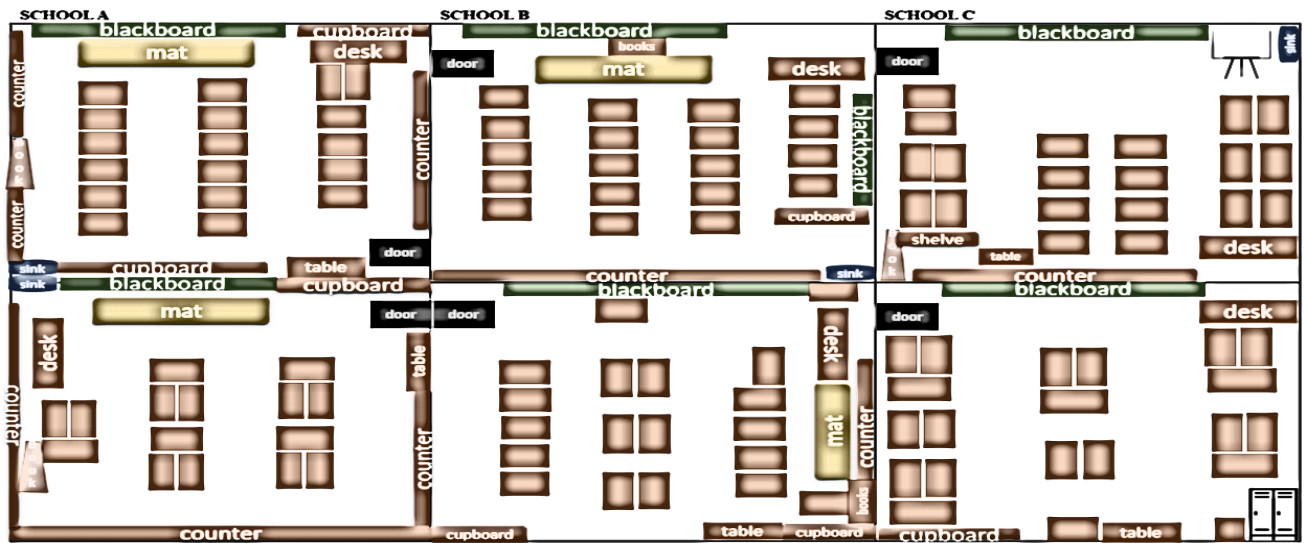 SCHOOL A
SCHOOL B
SCHOOL C
blackboard
cupboard
mat
desk
counter
counter
counter
door
sink
cupboard
table
blackboard
books
door
mat
desk
blackboard
cupboard
counter
sink
blackboard
sink
door
shelve
table
desk
counter
sink
blackboard
cupboard
mat
door
desk
table
counter
counter
counter
blackboard
door
desk
mat
counter
books
cupboard
table
cupboard
blackboard
door
desk
cupboard
table